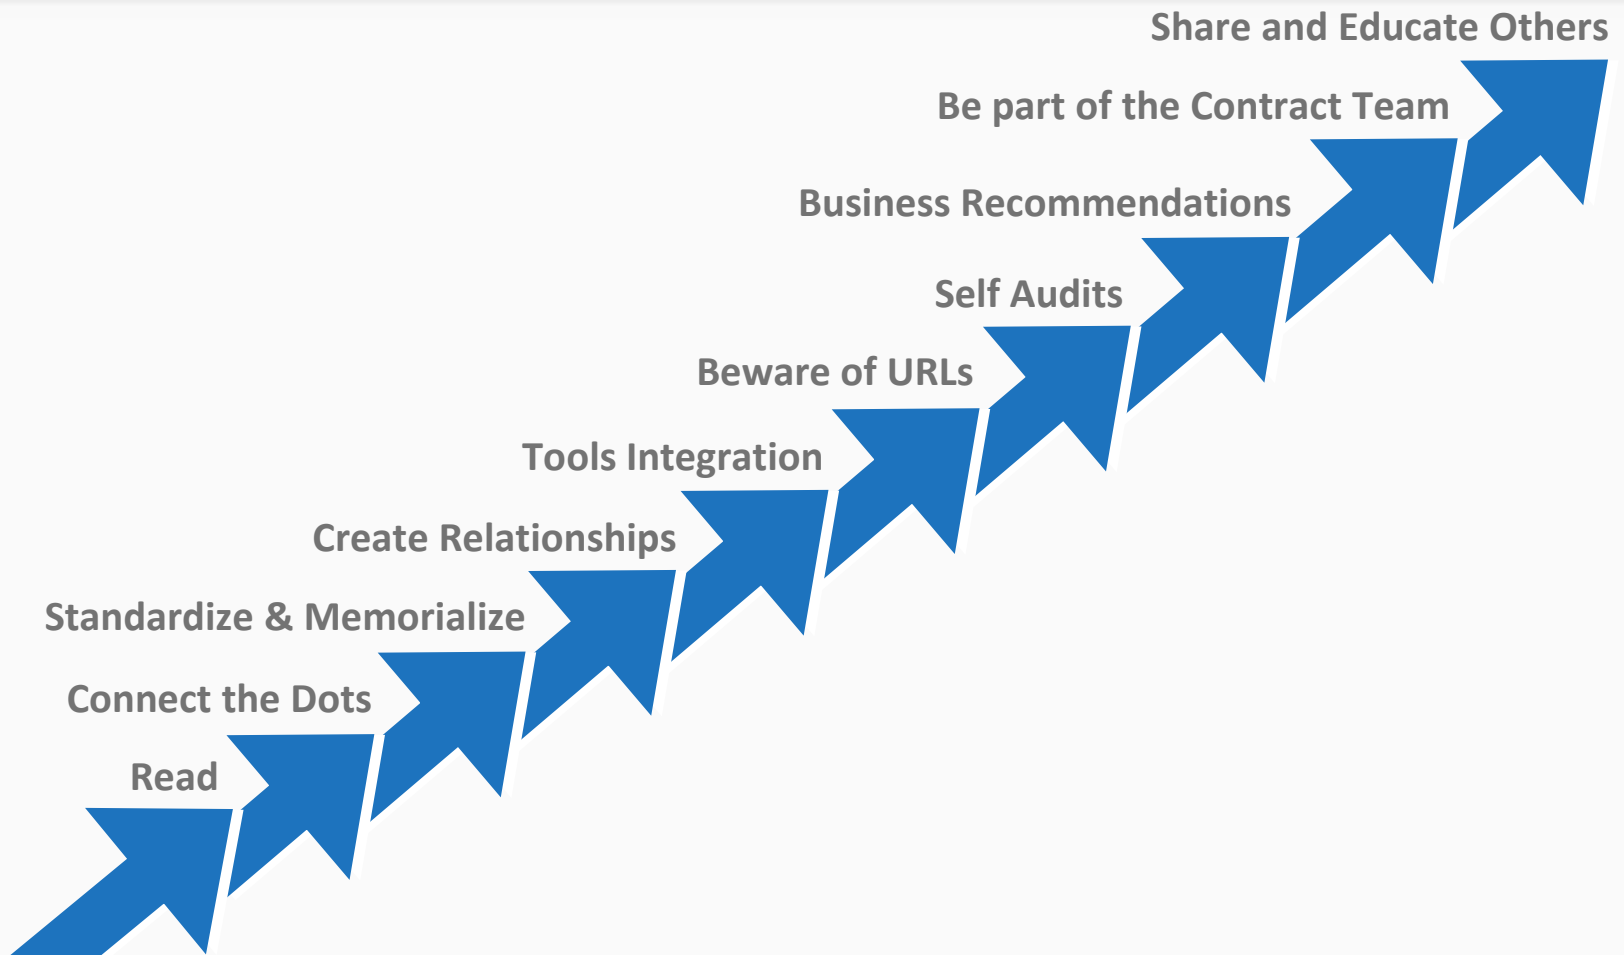 Share and Educate Others
Be part of the Contract Team
Business Recommendations
Self Audits
Beware of URLs
Tools Integration
Create Relationships
Standardize & Memorialize
Connect the Dots
Read